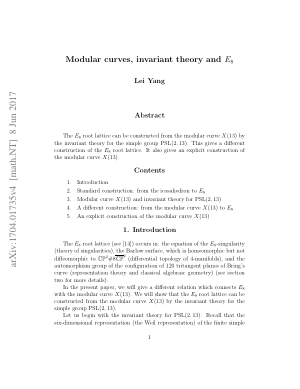 Modular curves, invariant theory and E₈
Lei Yang
Abstract
The E₈ root lattice can be constructed from the modular curve X(13) by
the invariant theory for the simple group PSL(2, 13). This gives a different
construction of the E₈ root lattice. It also gives an explicit construction of
the modular curve X(13).
Contents
1. Introduction
2. Standard construction: from the icosahedron to E₈
3. Modular curve X(13) and invariant theory for PSL(2, 13)
4. A different construction: from the modular curve X(13) to E₈
5. An explicit construction of the modular curve X(13)
1. Introduction
The E₈ root lattice (see [14]) occurs in: the equation of the E₈-singularity
(theory of singularities), the Barlow surface, which is homeomorphic but not
diffeomorphic to CP²#8CP̅² (differential topology of 4-manifolds), and the
automorphism group of the configuration of 120 tritangent planes of Bring's
curve (representation theory and classical algebraic geometry) (see section
two for more details)
In the present paper, we will give a different relation which connects E₈
with the modular curve X(13). We will show that the E₈ root lattice can be
constructed from the modular curve X(13) by the invariant theory for the
simple group PSL(2, 13).
Let us begin with the invariant theory for PSL(2, 13). Recall that the
six-dimensional representation (the Weil representation) of the finite simple
1
arXiv:1704.01735v4 [math.NT] 8 Jun 2017